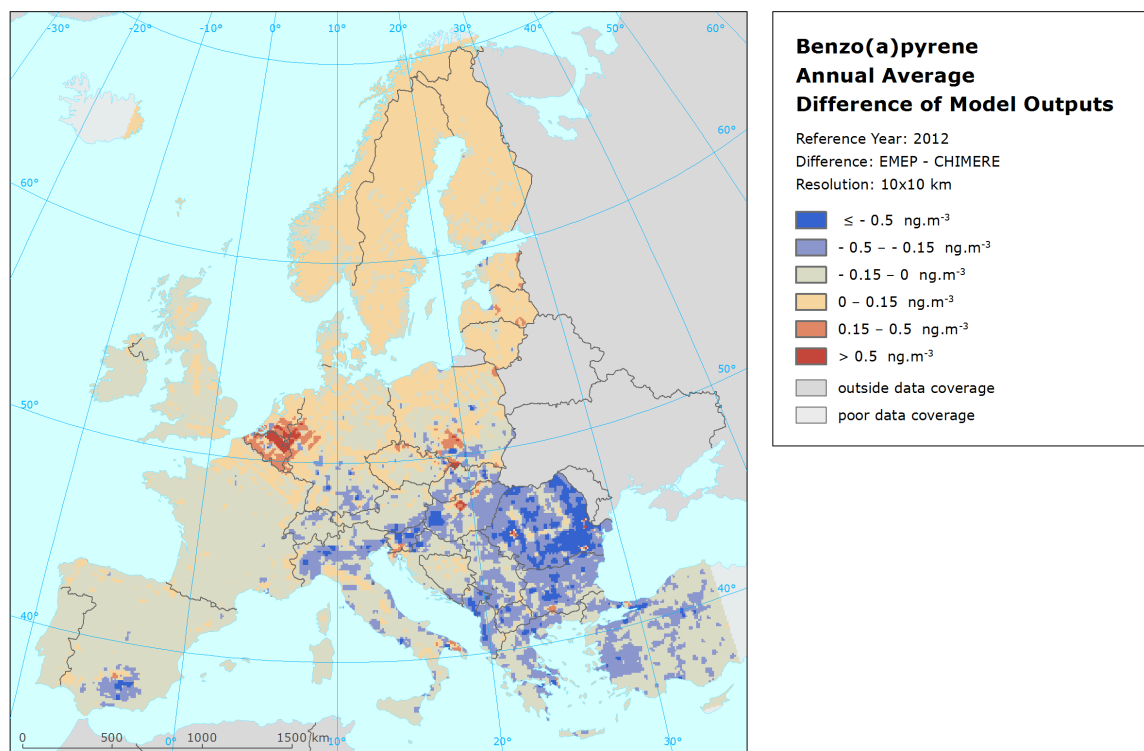 -30°
-20°
-10°
0°
10°
20°
30°
40°
50°
60°
60°
60°
50°
50°
40°
40°
0
500
1000
1500 km
0°
10°
20°
30°
Benzo(a)pyrene
Annual Average
Difference of Model Outputs
Reference Year: 2012
Difference: EMEP - CHIMERE
Resolution: 10x10 km
≤ - 0.5 ng.m-3
- 0.5 – - 0.15 ng.m-3
- 0.15 – 0 ng.m-3
0 – 0.15 ng.m-3
0.15 – 0.5 ng.m-3
> 0.5 ng.m-3
outside data coverage
poor data coverage